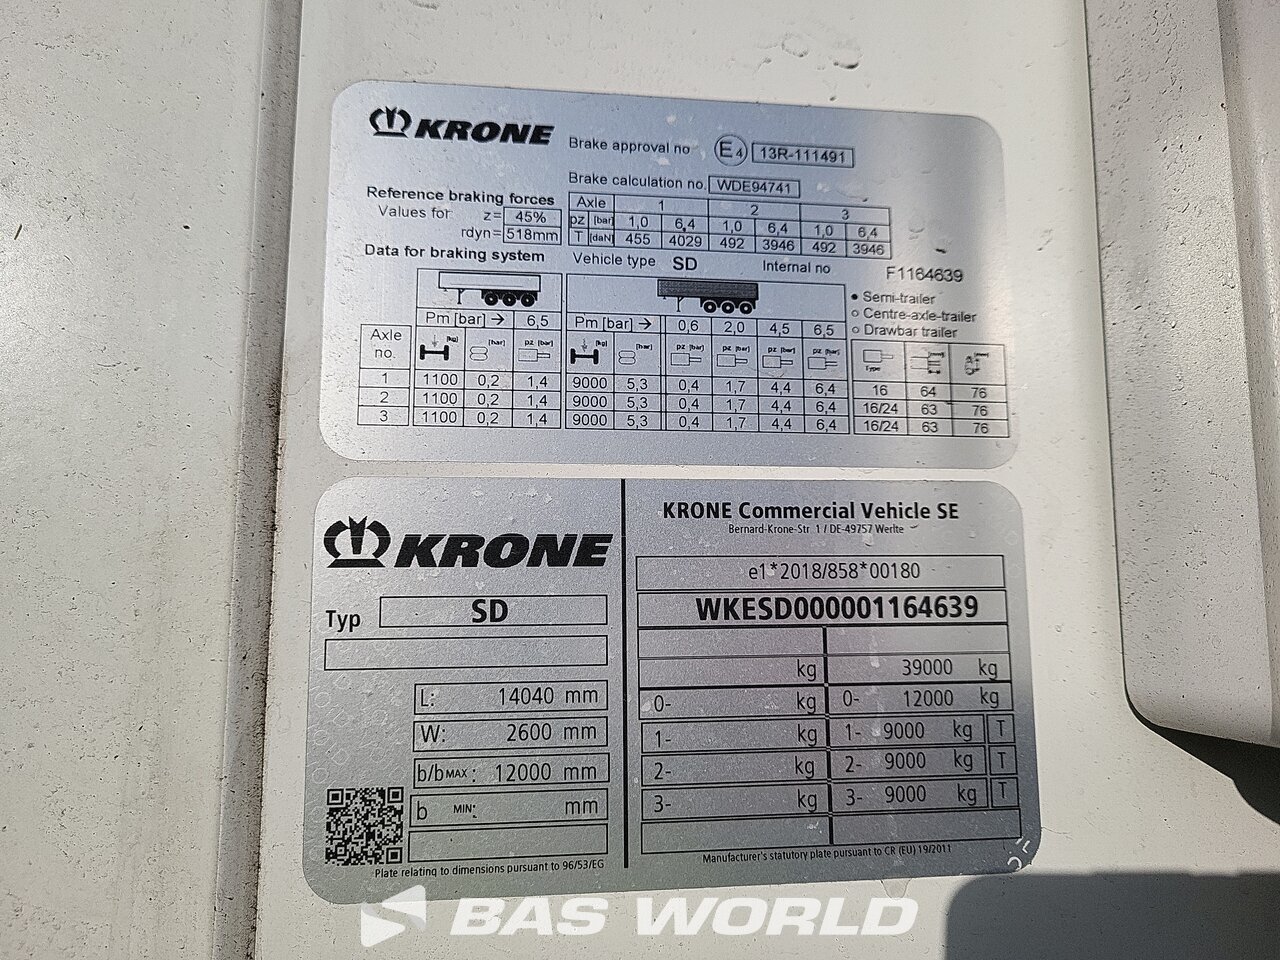 KRONE
Brake approval no E4 13R-111491
Brake calculation no. WDE94741
Reference braking forces
Values for z= 45%
rdyn= 518mm
Axle 1 2 3
pz [bar] 1,0 6,4 1,0 6,4 1,0 6,4
T [daN] 455 4029 492 3946 492 3946
Data for braking system
Vehicle type SD Internal no F1164639
• Semi-trailer
○ Centre-axle-trailer
○ Drawbar trailer
Pm [bar] → 6,5 Pm [bar] → 0,6 2,0 4,5 6,5
Axle no. [kg] [bar] pz [bar] [kg] [bar] pz [bar] pz [bar] pz [bar] pz [bar] Type
1 1100 0,2 1,4 9000 5,3 0,4 1,7 4,4 6,4 16 64 76
2 1100 0,2 1,4 9000 5,3 0,4 1,7 4,4 6,4 16/24 63 76
3 1100 0,2 1,4 9000 5,3 0,4 1,7 4,4 6,4 16/24 63 76
KRONE
Typ SD
L: 14040 mm
W: 2600 mm
b/b MAX: 12000 mm
b MIN: mm
Plate relating to dimensions pursuant to 96/53/EG
KRONE Commercial Vehicle SE
Bernard-Krone-Str. 1 / DE-49757 Werlte
e1*2018/858*00180
WKESD000001164639
kg 39000 kg
0- kg 0- 12000 kg
1- kg 1- 9000 kg T
2- kg 2- 9000 kg T
3- kg 3- 9000 kg T
Manufacturer's statutory plate pursuant to CR (EU) 19/2011
BAS WORLD